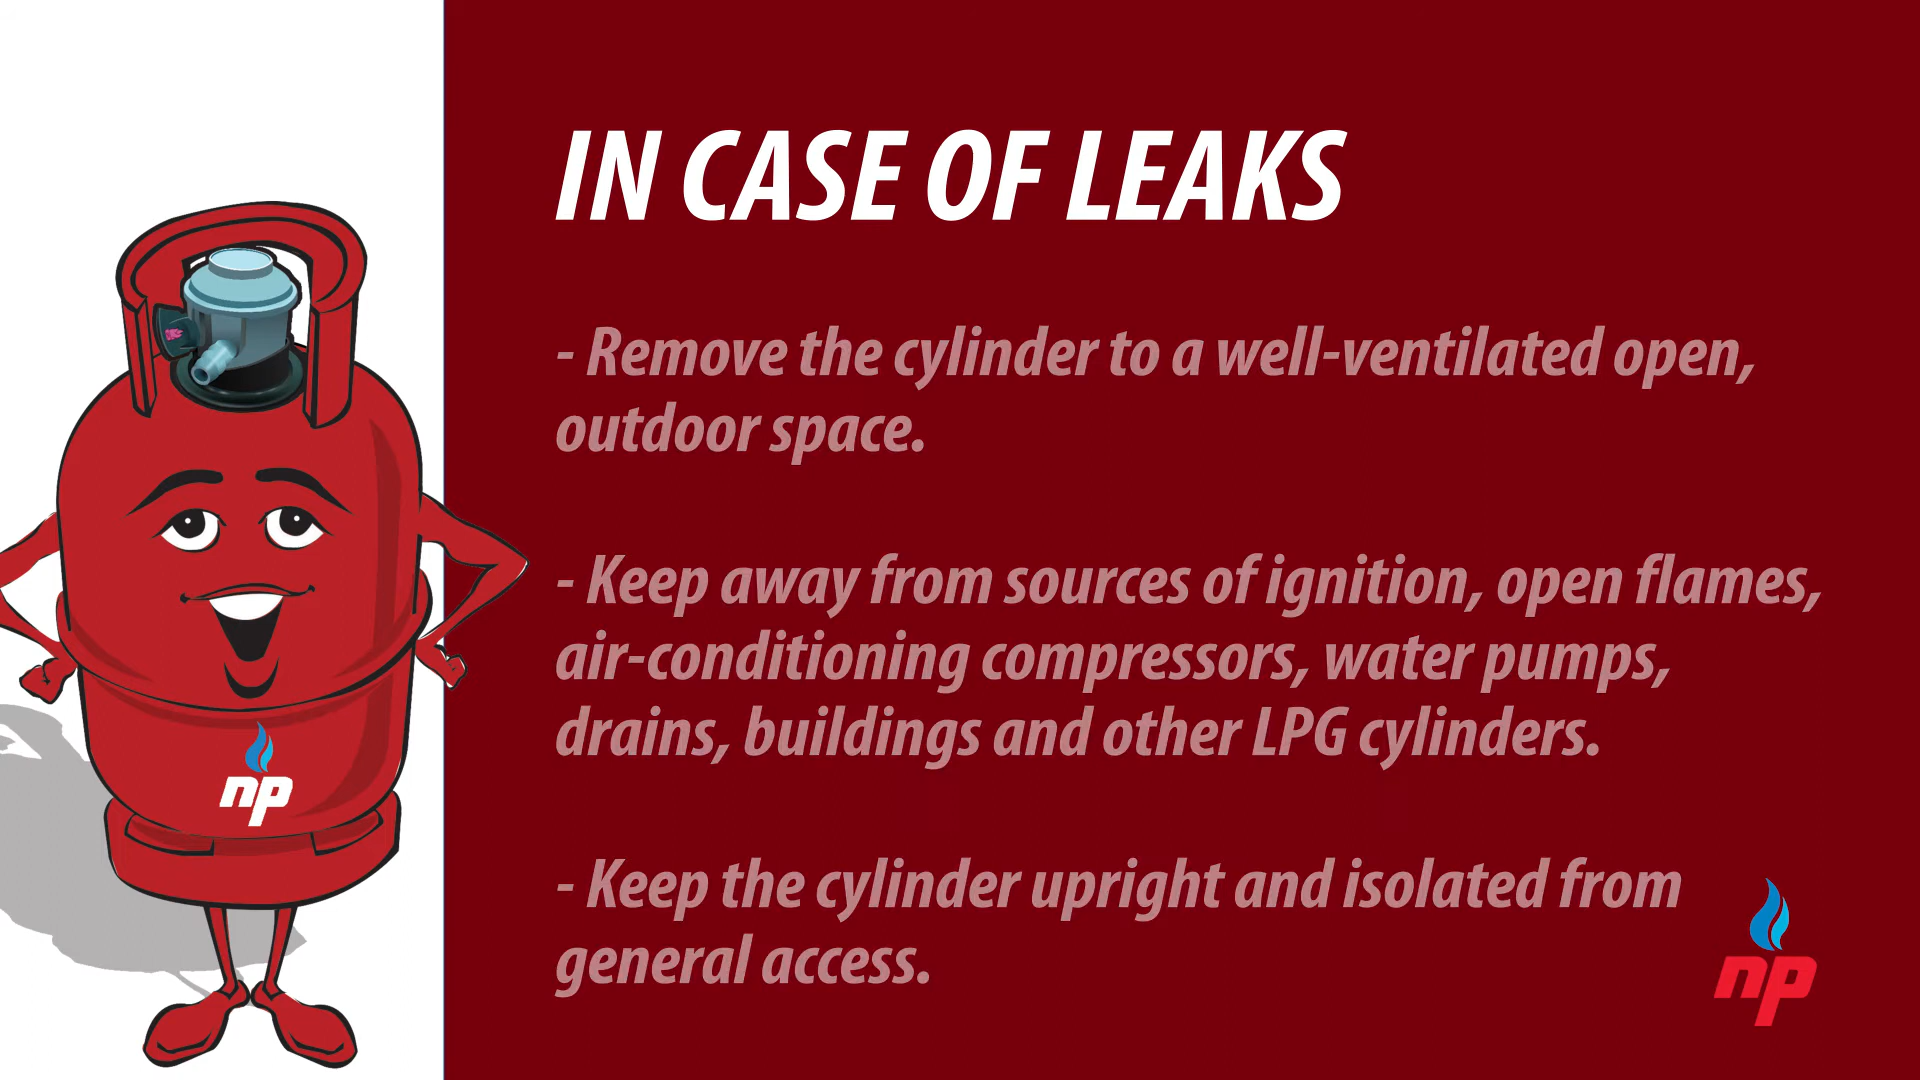 IN CASE OF LEAKS
- Remove the cylinder to a well-ventilated open,
outdoor space.
- Keep away from sources of ignition, open flames,
air-conditioning compressors, water pumps,
drains, buildings and other LPG cylinders.
- Keep the cylinder upright and isolated from
general access.
np
np